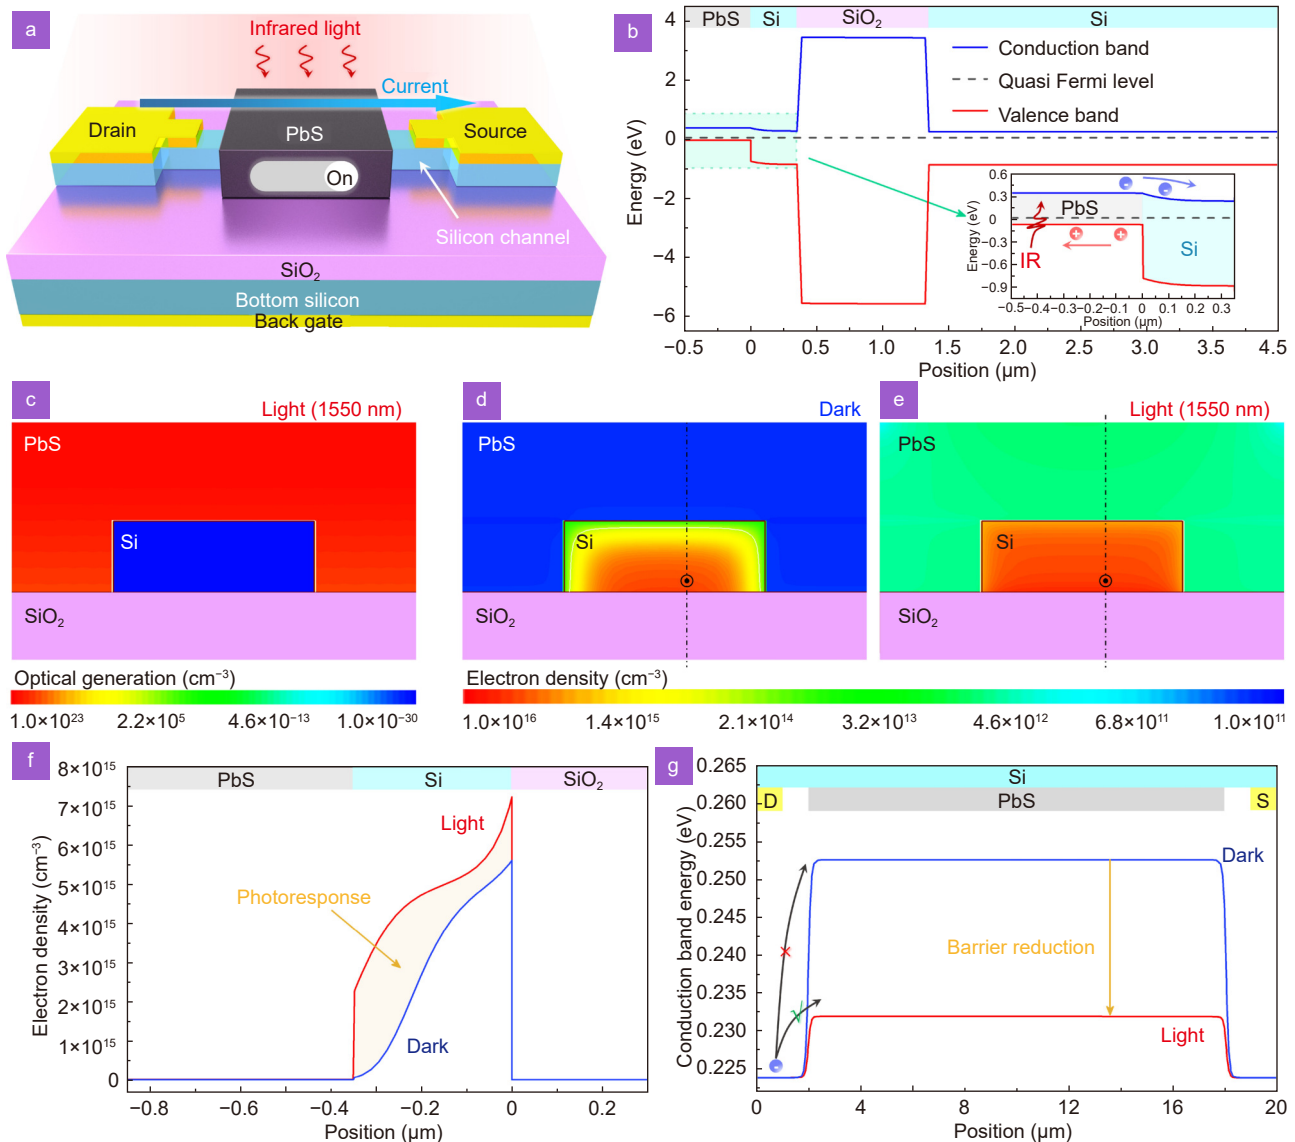 a
Infrared light
Current
Drain
PbS
Source
On
Silicon channel
SiO₂
Bottom silicon
Back gate
b
PbS Si SiO₂ Si
Conduction band
Quasi Fermi level
Valence band
Energy (eV)
4
2
0
−2
−4
−6
−0.5 0 0.5 1.0 1.5 2.0 2.5 3.0 4.5
Position (μm)
Energy (eV)
0.6
0.3
0
−0.3
−0.6
−0.9
PbS
IR
Si
−0.5 −0.4 −0.3 −0.2 −0.1 0 0.1 0.2 0.3
Position (μm)
c
Light (1550 nm)
PbS
Si
SiO₂
Optical generation (cm⁻³)
1.0×10²³ 2.2×10⁵ 4.6×10⁻¹³ 1.0×10⁻³⁰
d
Dark
PbS
Si
SiO₂
e
Light (1550 nm)
PbS
Si
SiO₂
Electron density (cm⁻³)
1.0×10¹⁶ 1.4×10¹⁵ 2.1×10¹⁴ 3.2×10¹³ 4.6×10¹² 6.8×10¹¹ 1.0×10¹¹
f
PbS Si SiO₂
Electron density (cm⁻³)
8×10¹⁵
7×10¹⁵
6×10¹⁵
5×10¹⁵
4×10¹⁵
3×10¹⁵
2×10¹⁵
1×10¹⁵
0
Light
Photoresponse
Dark
−0.8 −0.6 −0.4 −0.2 0 0.2
Position (μm)
g
Si
D PbS S
Conduction band energy (eV)
0.265
0.260
0.255
0.250
0.245
0.240
0.235
0.230
0.225
Dark
Barrier reduction
Light
0 4 8 12 16 20
Position (μm)